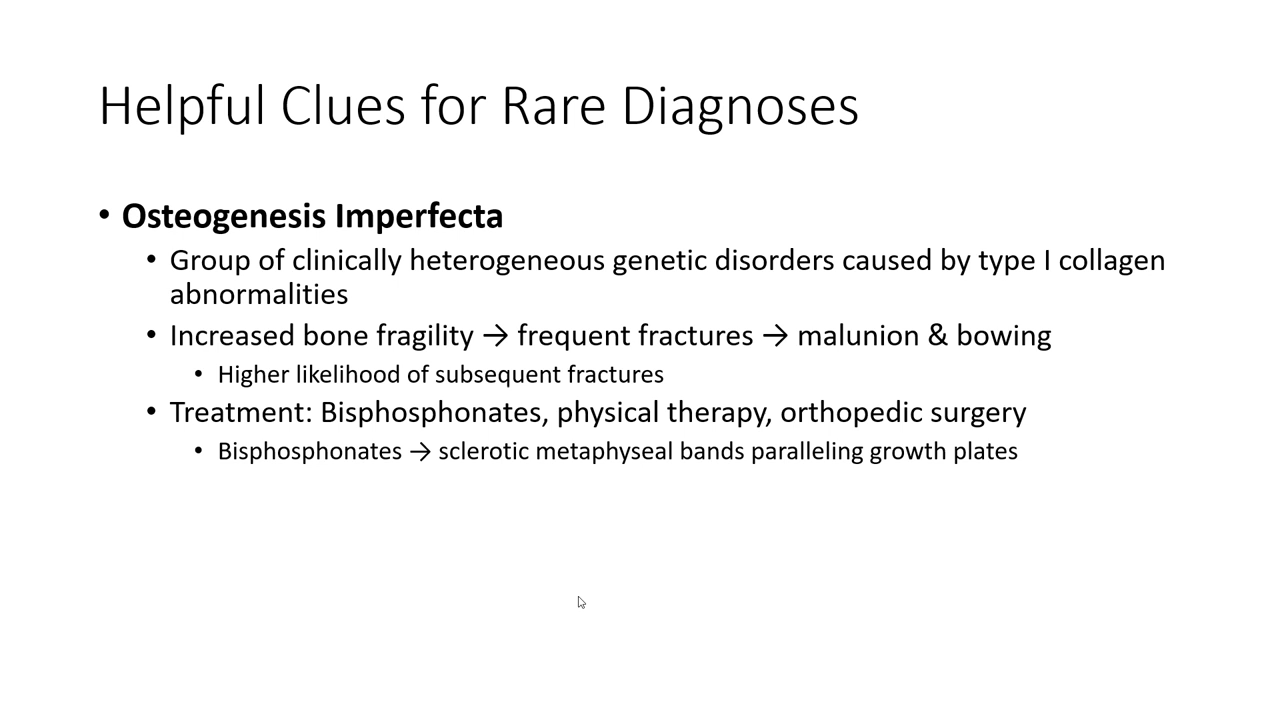 Helpful Clues for Rare Diagnoses
• Osteogenesis Imperfecta
• Group of clinically heterogeneous genetic disorders caused by type I collagen
abnormalities
• Increased bone fragility → frequent fractures → malunion & bowing
• Higher likelihood of subsequent fractures
• Treatment: Bisphosphonates, physical therapy, orthopedic surgery
• Bisphosphonates → sclerotic metaphyseal bands paralleling growth plates